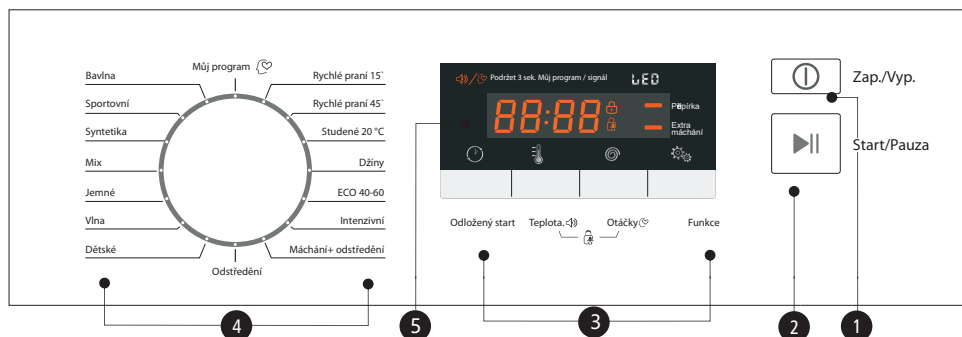 Můj program
Bavlna
Sportovní
Syntetika
Mix
Jemné
Vlna
Dětské
Odstředění
Rychlé praní 15`
Rychlé praní 45`
Studené 20 °C
Džíny
ECO 40-60
Intenzivní
Máchání+ odstředění
Podržet 3 sek. Můj program / signál
LED
88:88
Extra
máchání
Odložený start
Teplota.
Otáčky
Funkce
Zap./Vyp.
Start/Pauza
4
5
3
2
1